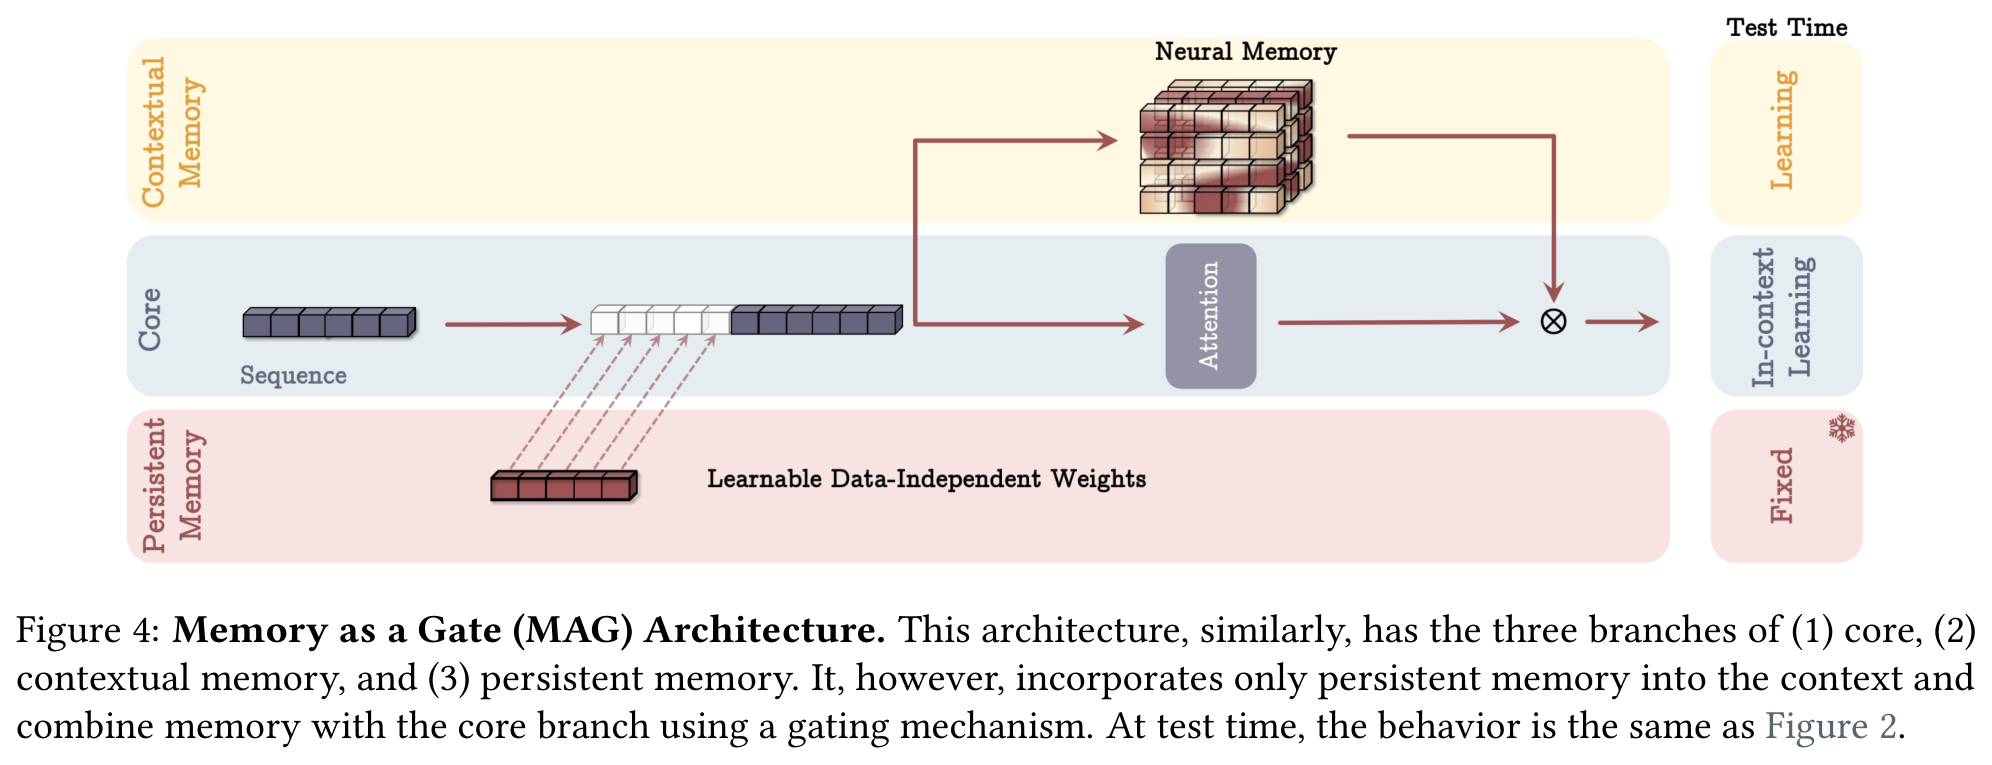 Test Time
Contextual
Memory
Neural Memory
Learning
Core
Sequence
Attention
In-context
Learning
Persistent
Memory
Learnable Data-Independent Weights
Fixed
Figure 4: Memory as a Gate (MAG) Architecture. This architecture, similarly, has the three branches of (1) core, (2)
contextual memory, and (3) persistent memory. It, however, incorporates only persistent memory into the context and
combine memory with the core branch using a gating mechanism. At test time, the behavior is the same as Figure 2.